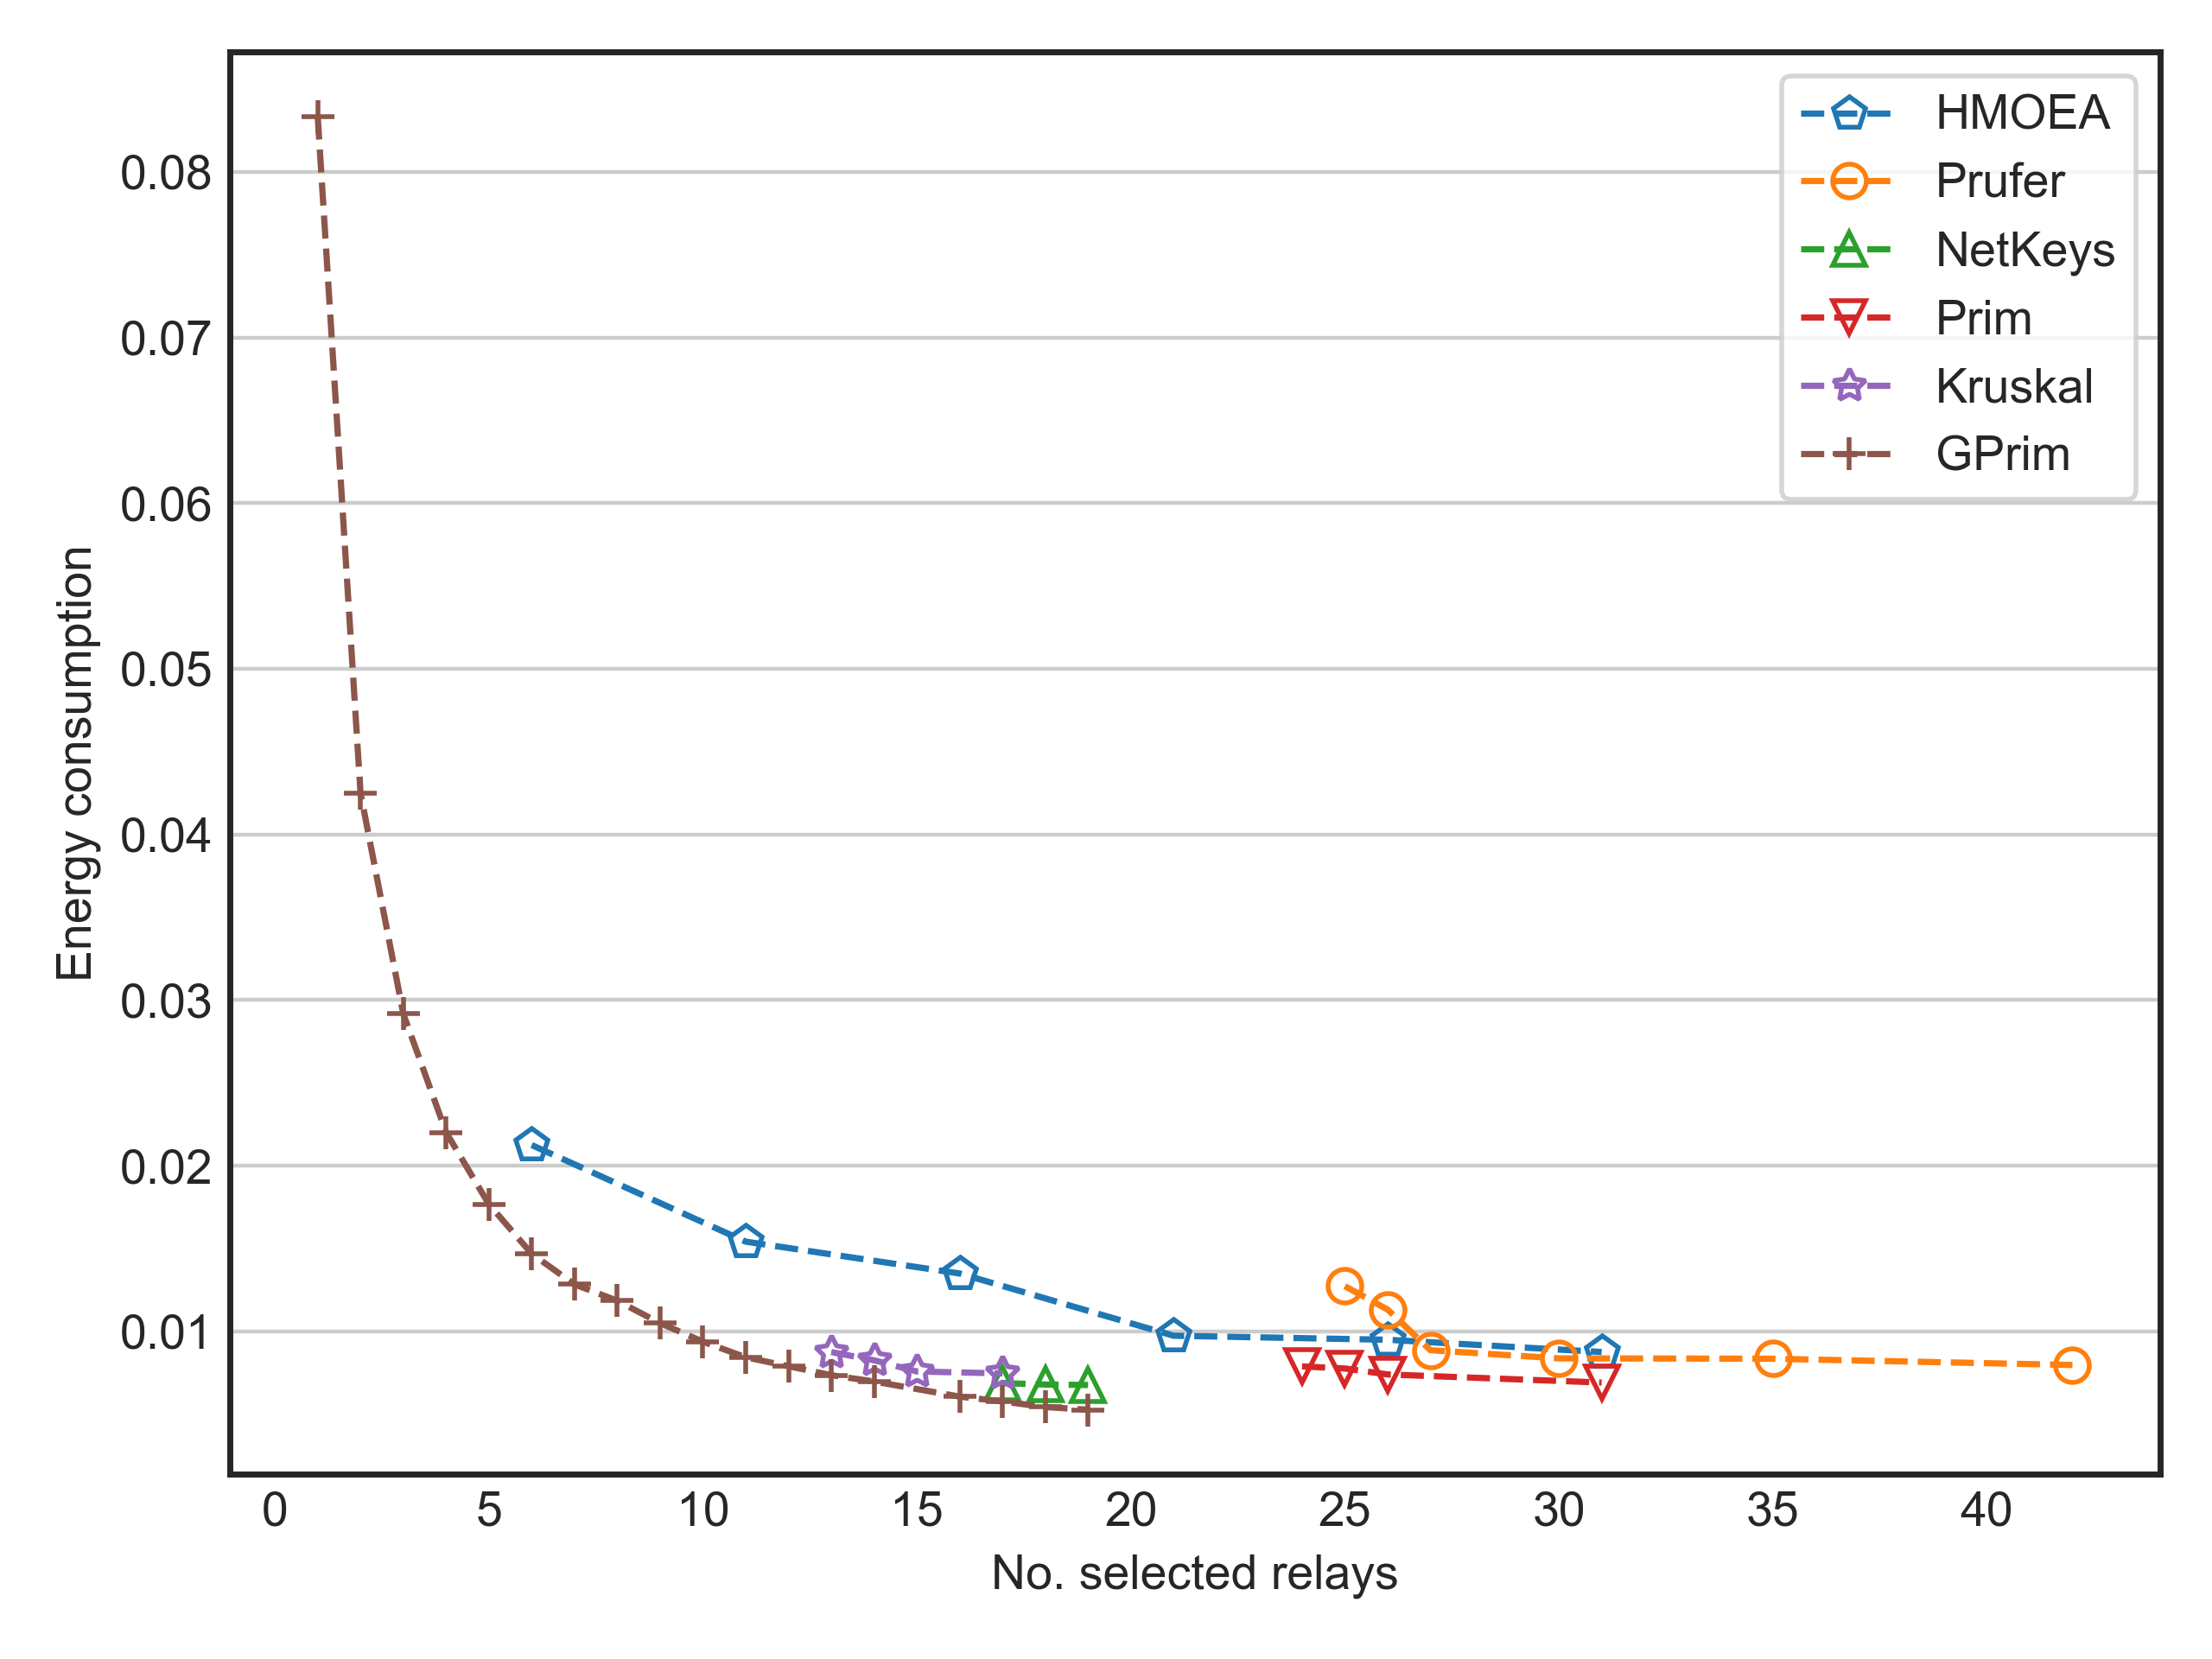 HMOEA
Prufer
NetKeys
Prim
Kruskal
GPrim
Energy consumption
0.08
0.07
0.06
0.05
0.04
0.03
0.02
0.01
0 5 10 15 20 25 30 35 40
No. selected relays